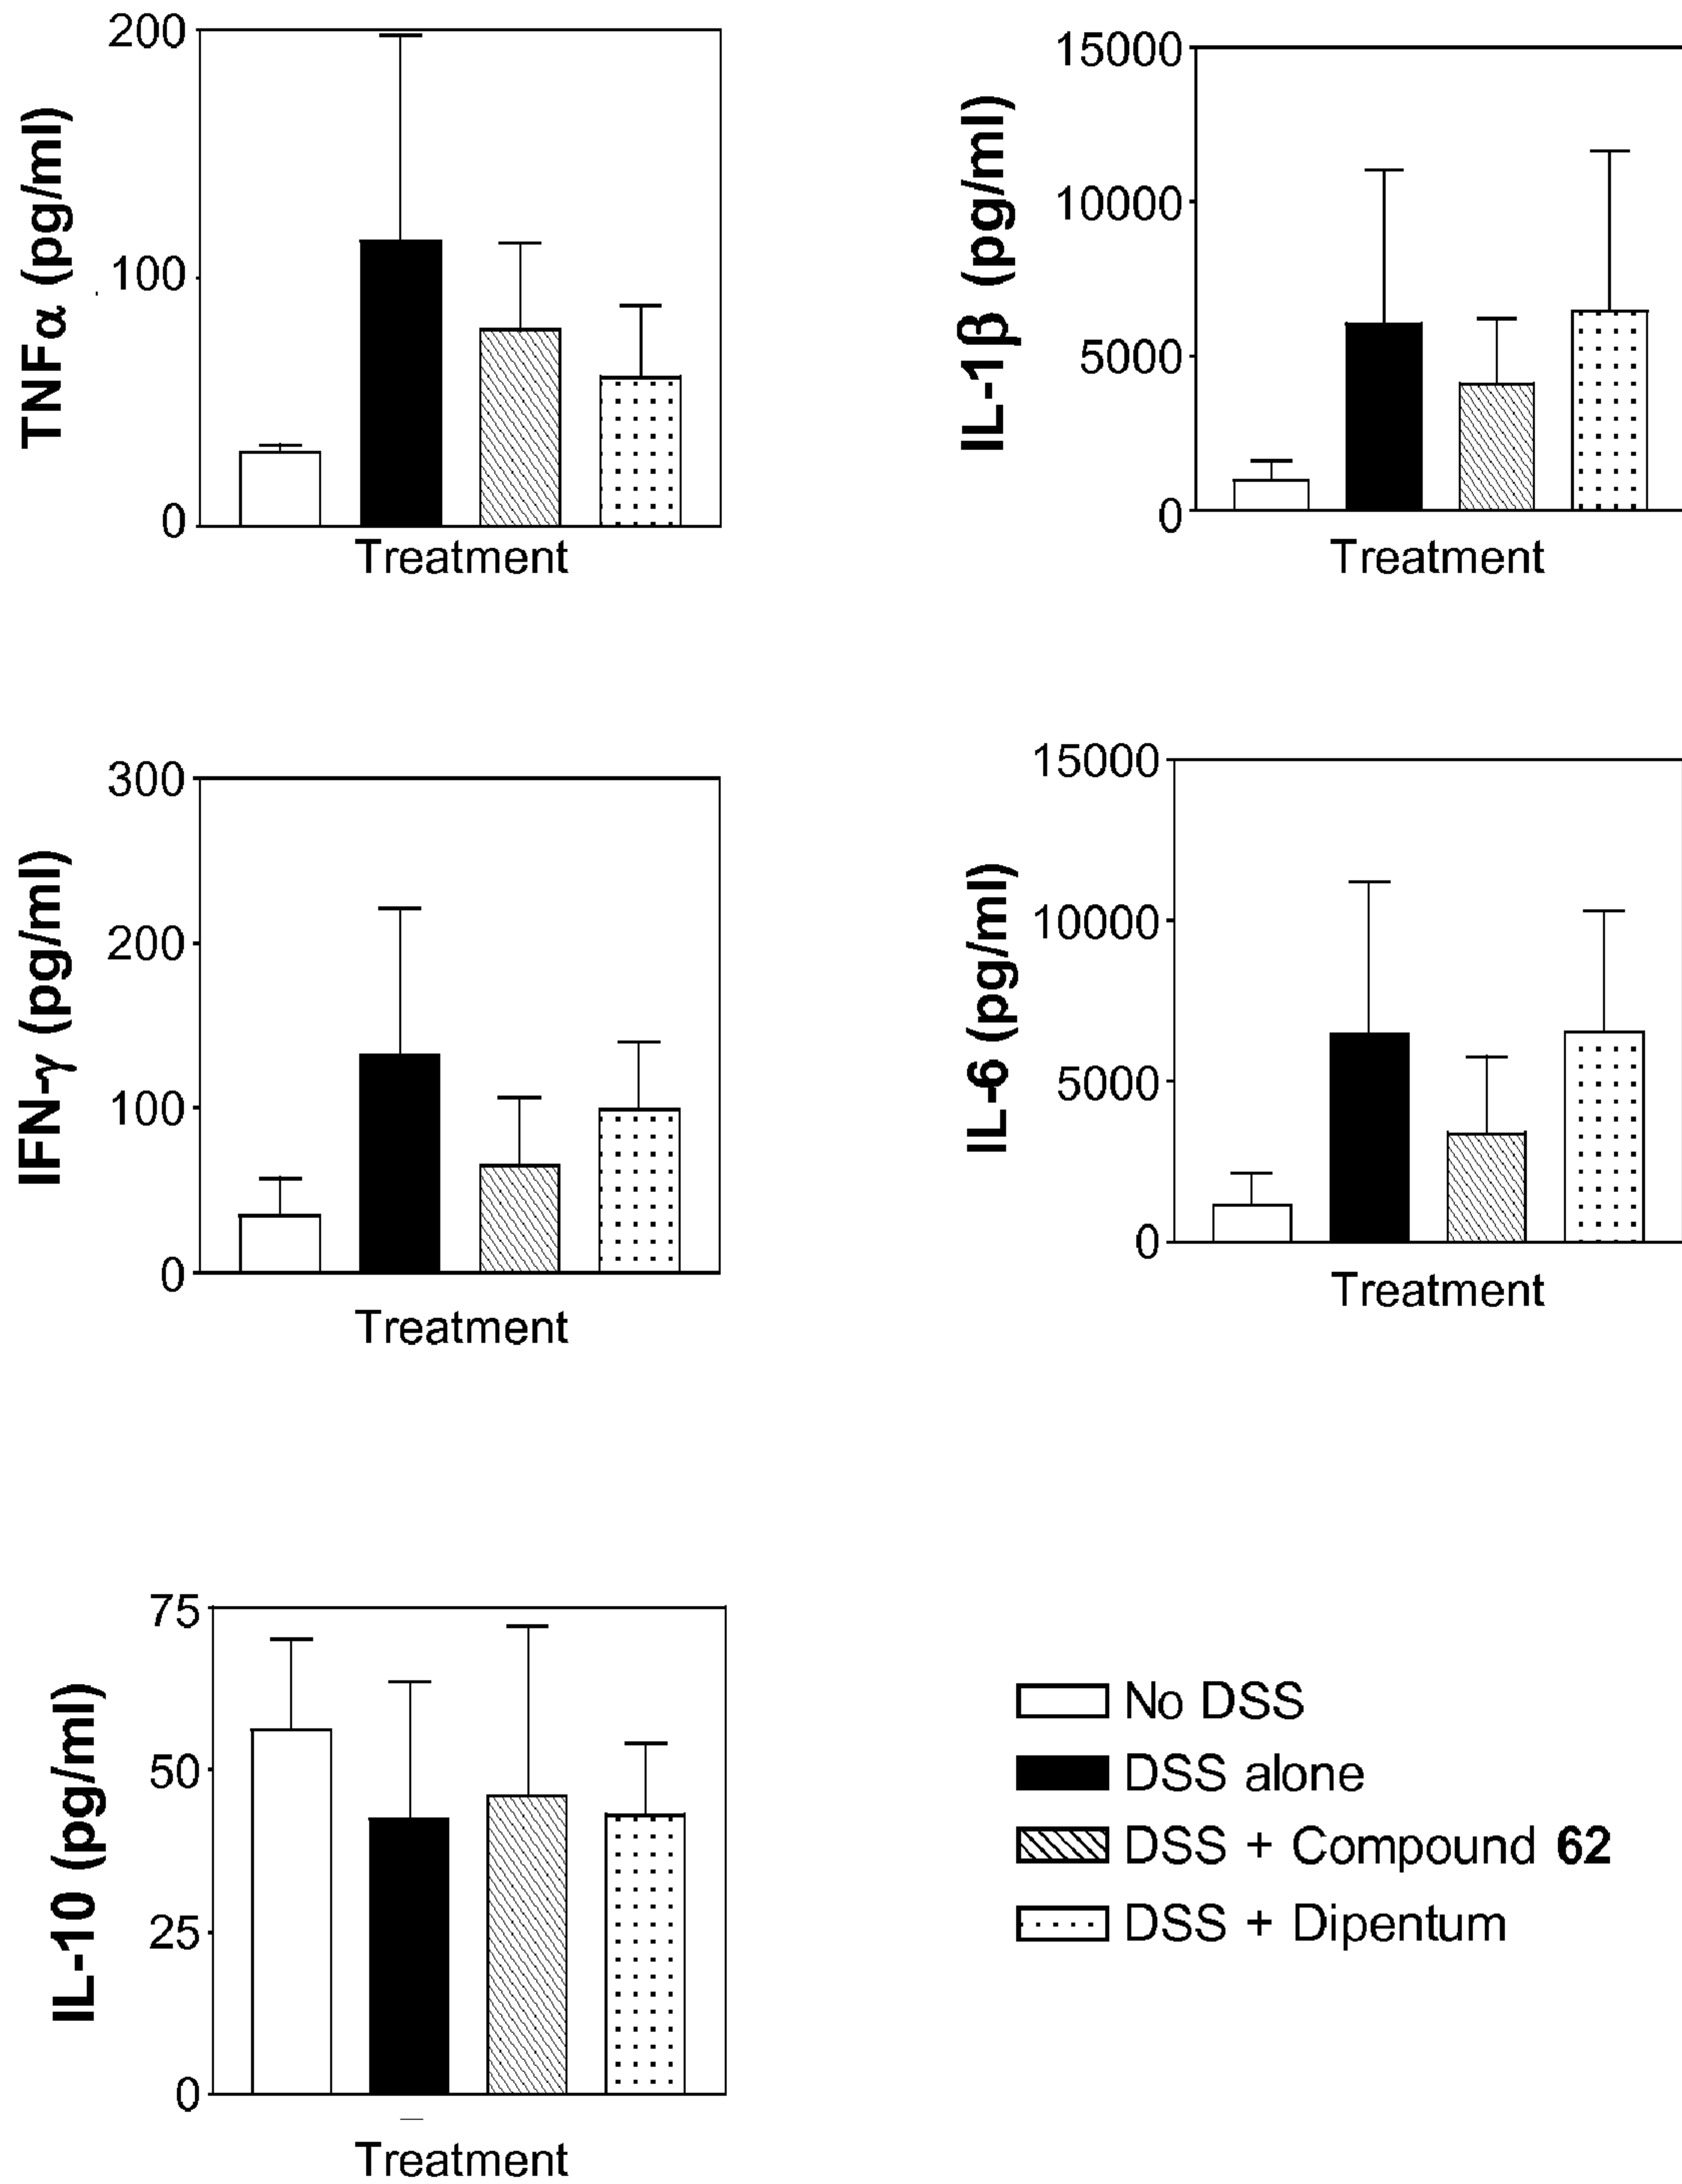 TNFα (pg/ml)
200
100
0
Treatment
IL-1β (pg/ml)
15000
10000
5000
0
Treatment
IFN-γ (pg/ml)
300
200
100
0
Treatment
IL-6 (pg/ml)
15000
10000
5000
0
Treatment
IL-10 (pg/ml)
75
50
25
0
Treatment
No DSS
DSS alone
DSS + Compound 62
DSS + Dipentum